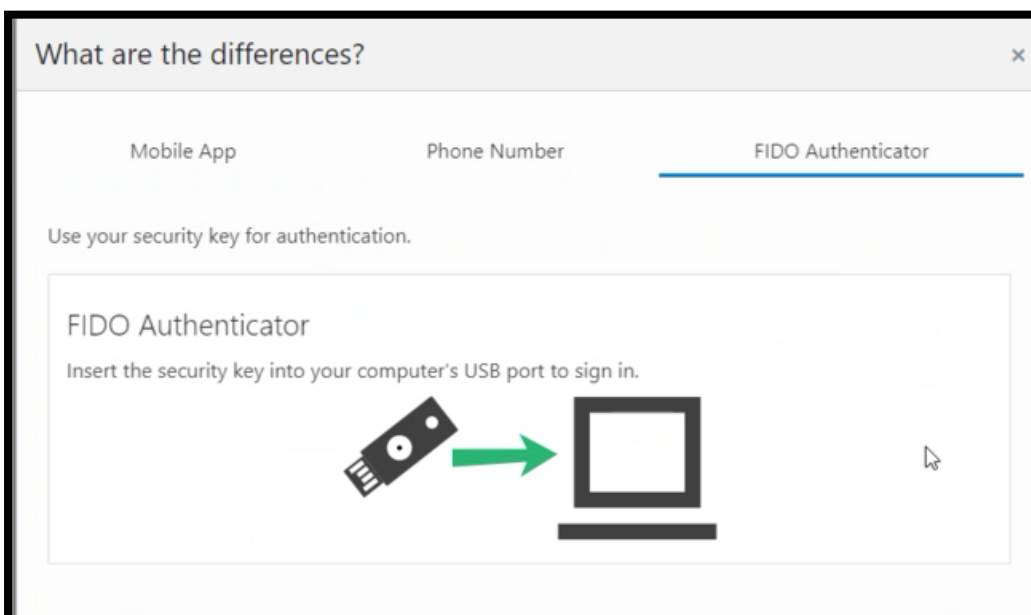 What are the differences?
×
Mobile App
Phone Number
FIDO Authenticator
Use your security key for authentication.
FIDO Authenticator
Insert the security key into your computer's USB port to sign in.